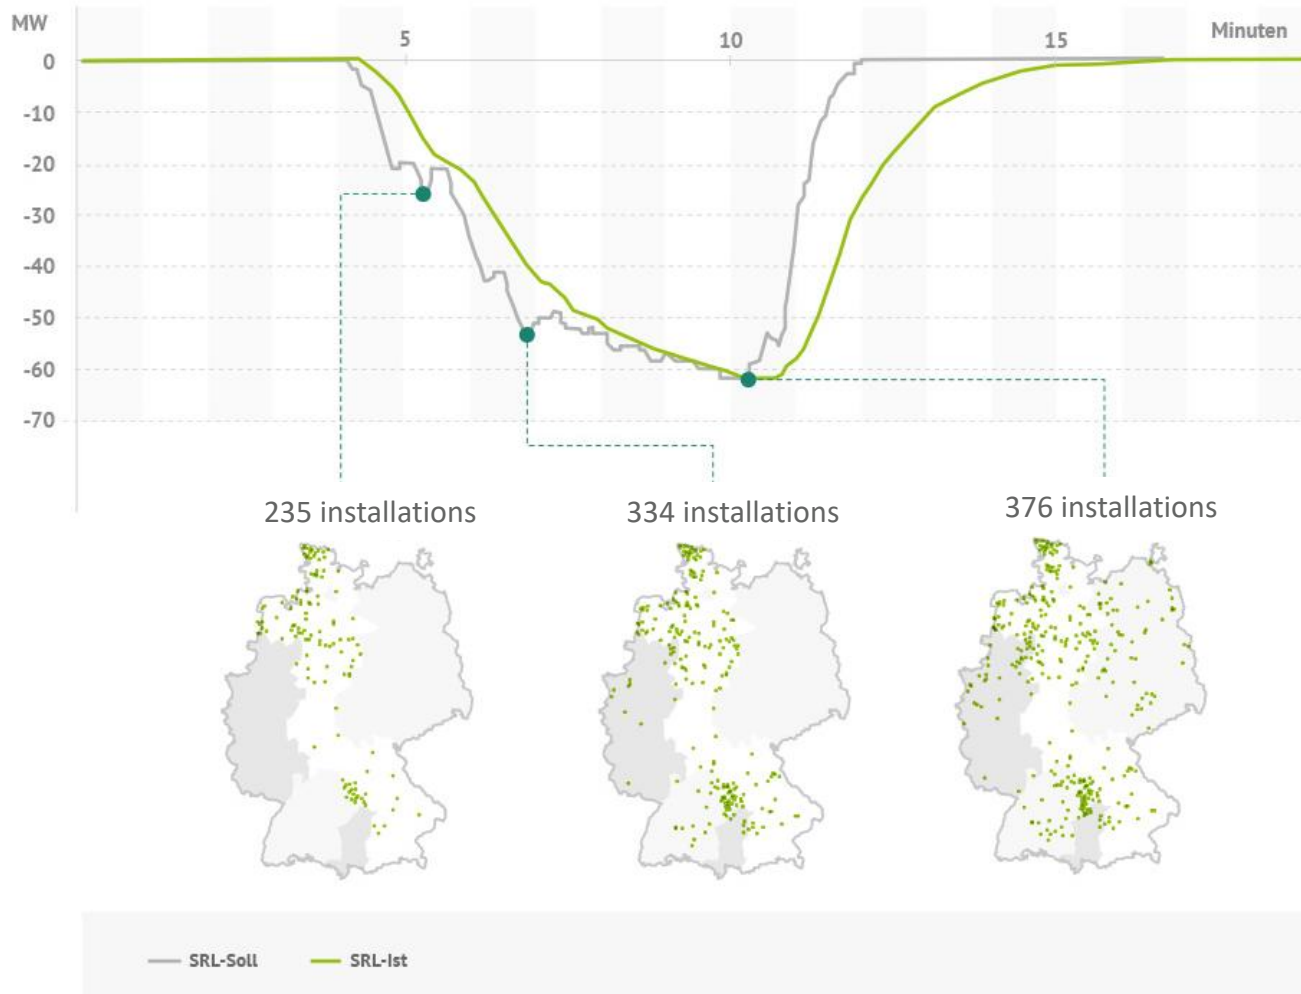 MW
5
10
15
Minuten
0
-10
-20
-30
-40
-50
-60
-70
235 installations
334 installations
376 installations
SRL-Soll
SRL-Ist